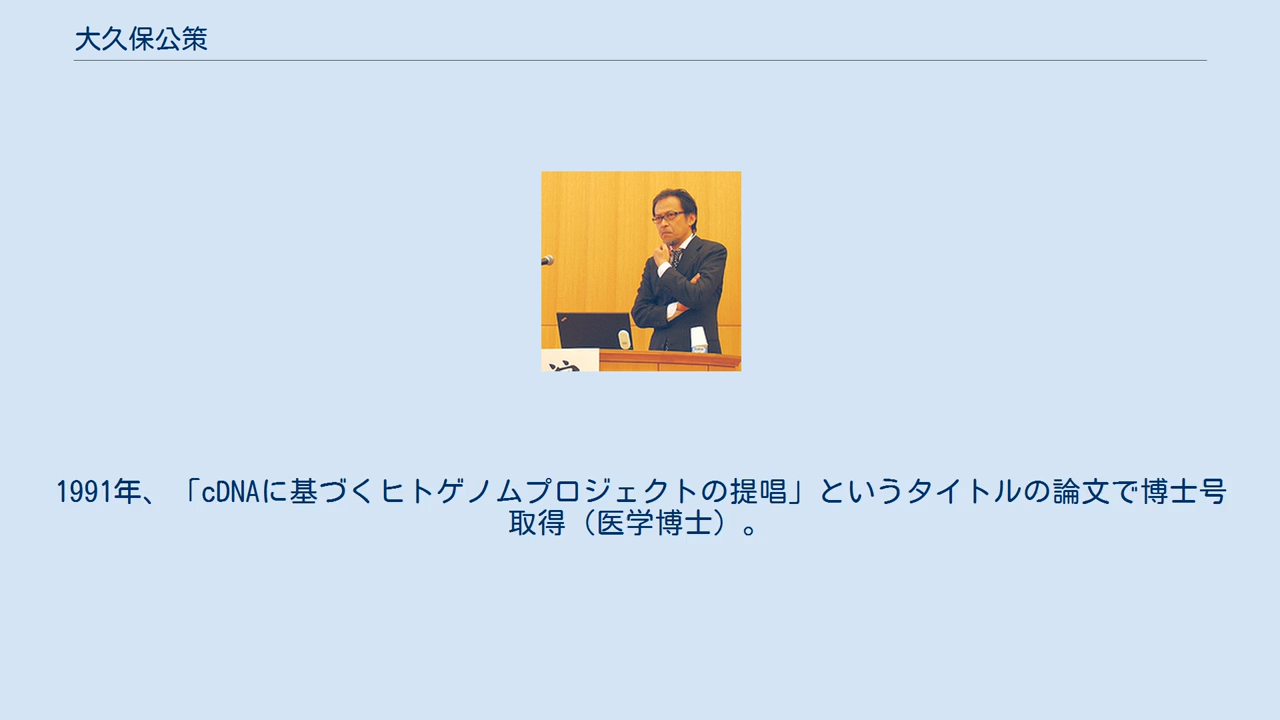 大久保公策
1991年、「cDNAに基づくヒトゲノムプロジェクトの提唱」というタイトルの論文で博士号
取得（医学博士）。